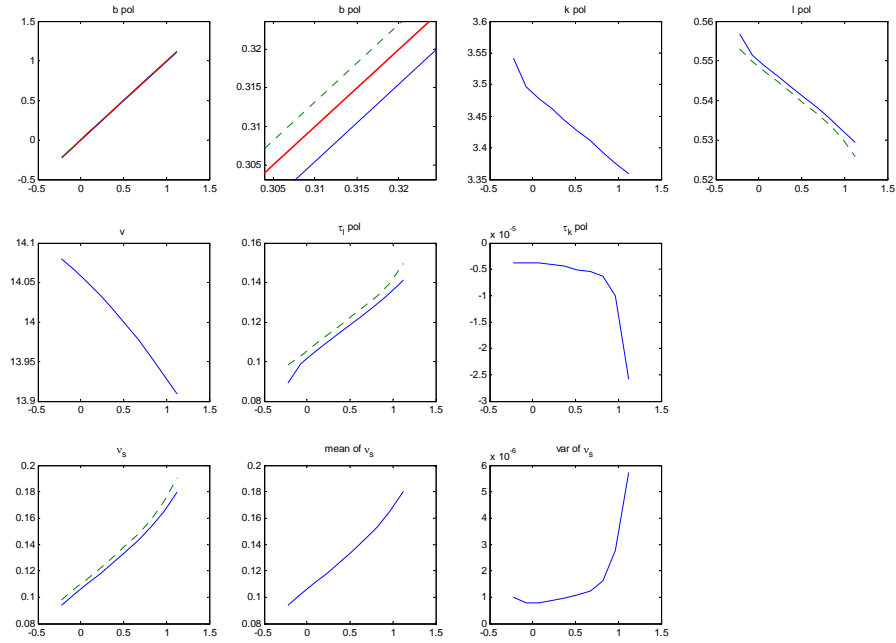 b pol
b pol
k pol
l pol
1.5
1
0.5
0
-0.5
-0.5 0 0.5 1 1.5
0.32
0.315
0.31
0.305
0.305 0.31 0.315 0.32
3.6
3.55
3.5
3.45
3.4
3.35
-0.5 0 0.5 1 1.5
0.56
0.55
0.54
0.53
0.52
-0.5 0 0.5 1 1.5
v
τl pol
τk pol
14.1
14.05
14
13.95
13.9
-0.5 0 0.5 1 1.5
0.16
0.14
0.12
0.1
0.08
-0.5 0 0.5 1 1.5
x 10-5
0
-0.5
-1
-1.5
-2
-2.5
-3
-0.5 0 0.5 1 1.5
νs
mean of νs
var of νs
0.2
0.18
0.16
0.14
0.12
0.1
0.08
-0.5 0 0.5 1 1.5
0.2
0.18
0.16
0.14
0.12
0.1
0.08
-0.5 0 0.5 1 1.5
x 10-6
6
5
4
3
2
1
0
-0.5 0 0.5 1 1.5